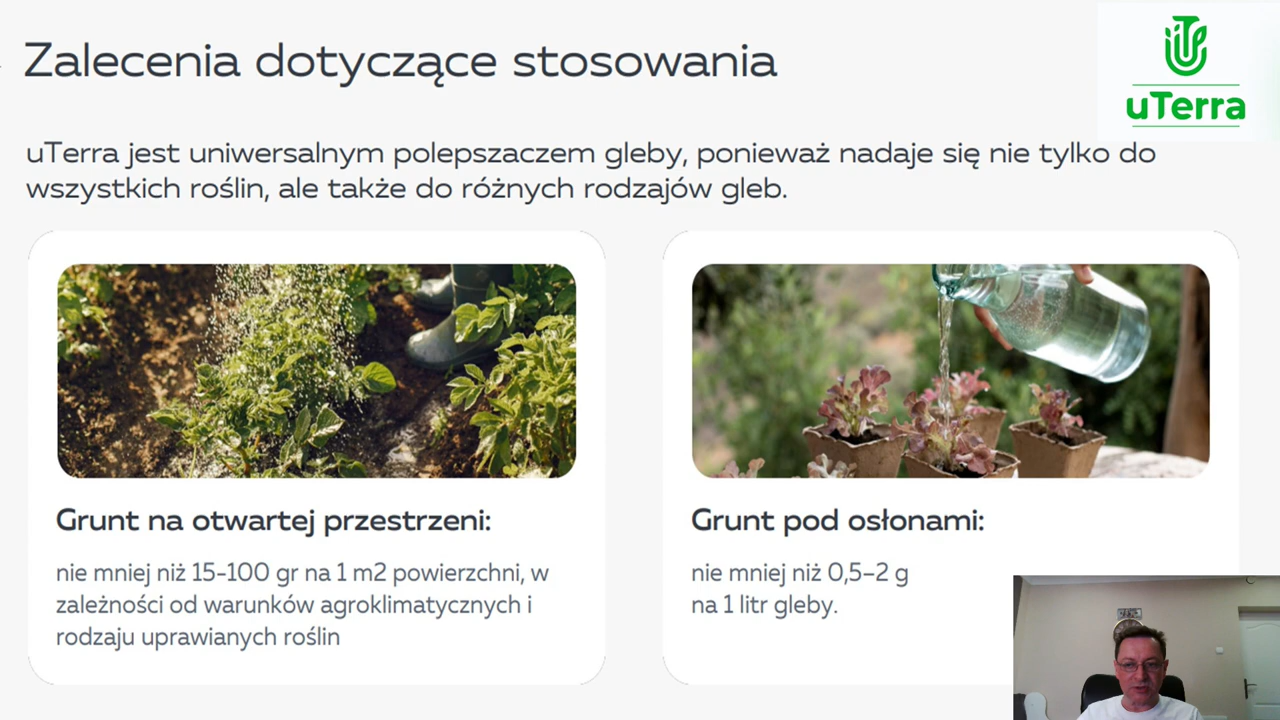 Zalecenia dotyczące stosowania
uTerra
uTerra jest uniwersalnym polepszaczem gleby, ponieważ nadaje się nie tylko do
wszystkich roślin, ale także do różnych rodzajów gleb.
Grunt na otwartej przestrzeni:
nie mniej niż 15-100 gr na 1 m2 powierzchni, w
zależności od warunków agroklimatycznych i
rodzaju uprawianych roślin
Grunt pod osłonami:
nie mniej niż 0,5–2 g
na 1 litr gleby.